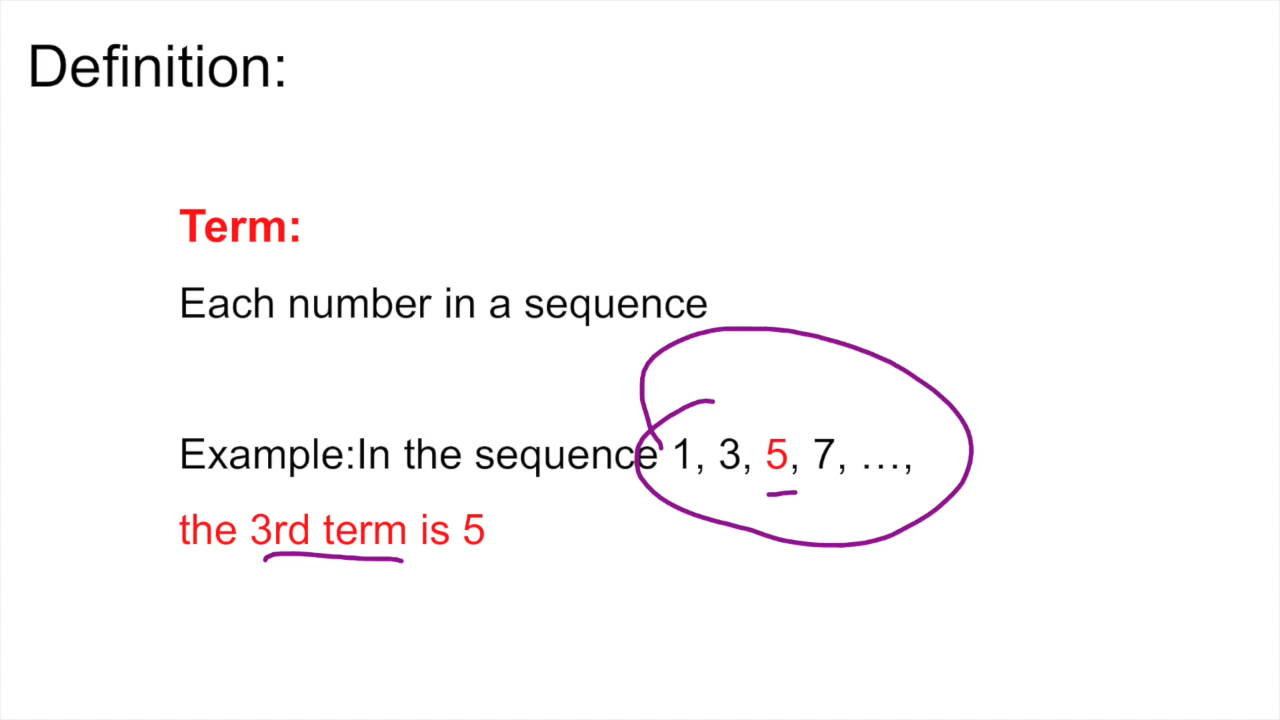 Definition:
Term:
Each number in a sequence
Example:In the sequence 1, 3, 5, 7, …,
the 3rd term is 5